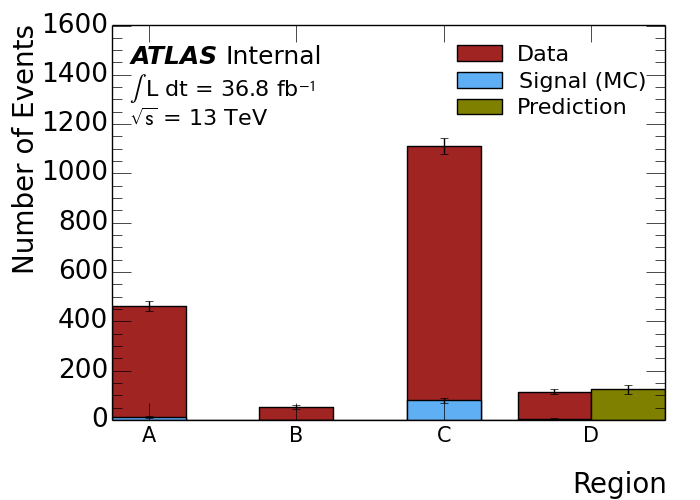 1600
1400
1200
1000
800
600
400
200
0
Number of Events
ATLAS Internal
∫L dt = 36.8 fb⁻¹
√s = 13 TeV
Data
Signal (MC)
Prediction
A B C D
Region